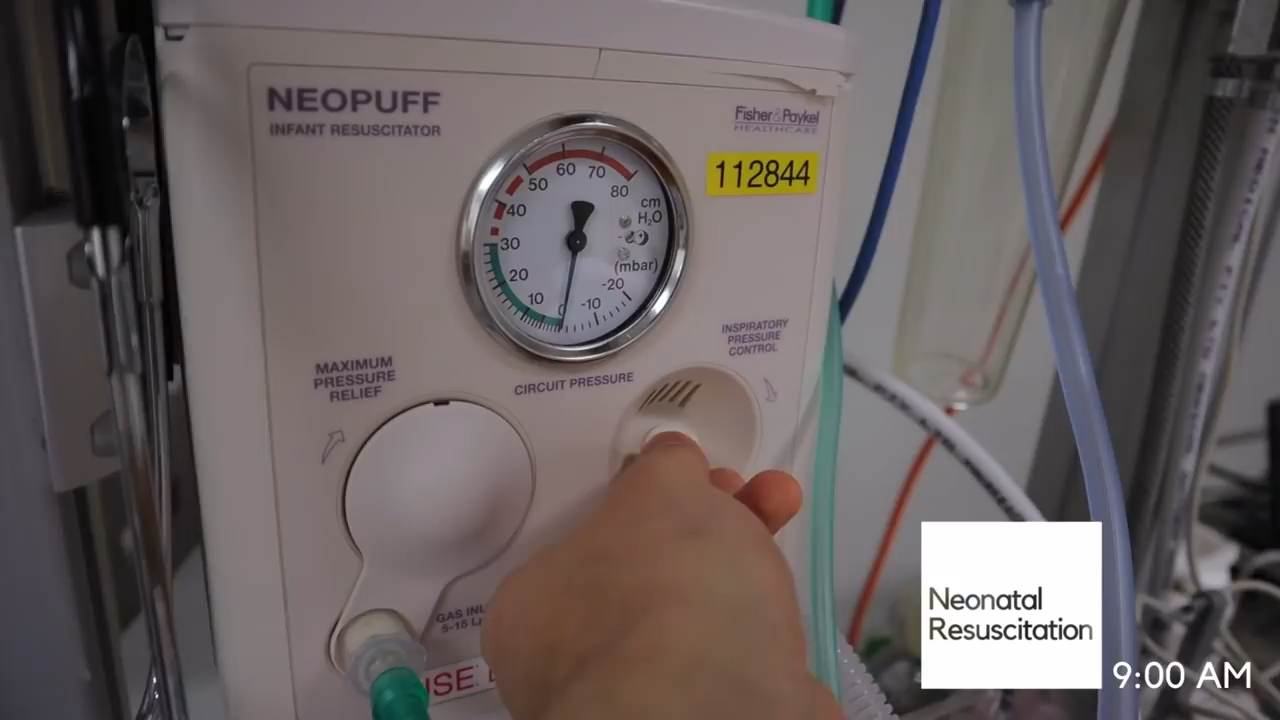 NEOPUFF
INFANT RESUSCITATOR
Fisher&Paykel
HEALTHCARE
112844
60
70
50
80
40
cm
H₂O
30
(mbar)
20
-20
10
0
-10
INSPIRATORY
PRESSURE
CONTROL
MAXIMUM
PRESSURE
RELIEF
CIRCUIT PRESSURE
GAS
5-15
Neonatal
Resuscitation
9:00 AM